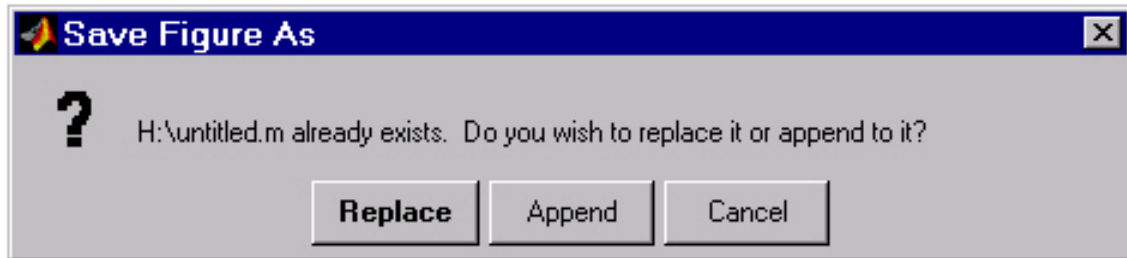 Save Figure As
H:\untitled.m already exists.  Do you wish to replace it or append to it?
Replace Append Cancel